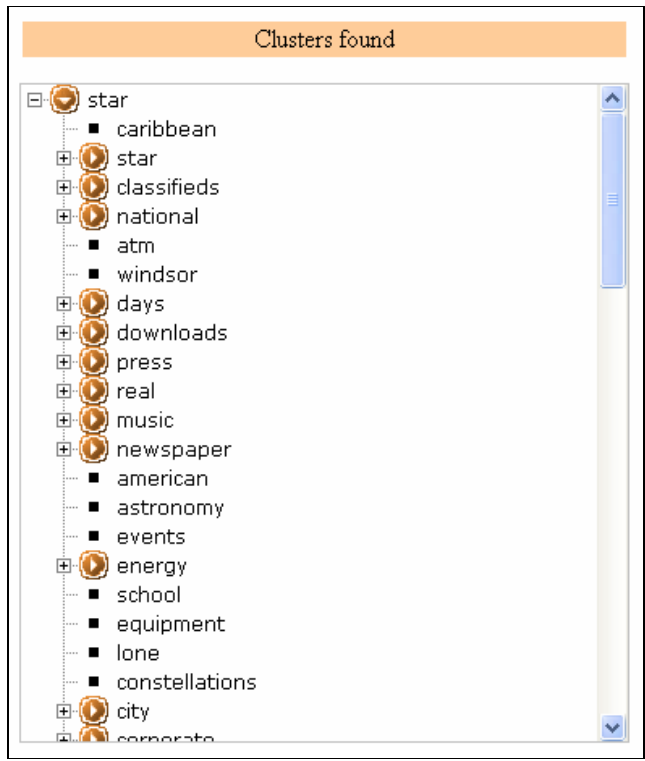 Clusters found
star
caribbean
star
classifieds
national
atm
windsor
days
downloads
press
real
music
newspaper
american
astronomy
events
energy
school
equipment
lone
constellations
city
corporate